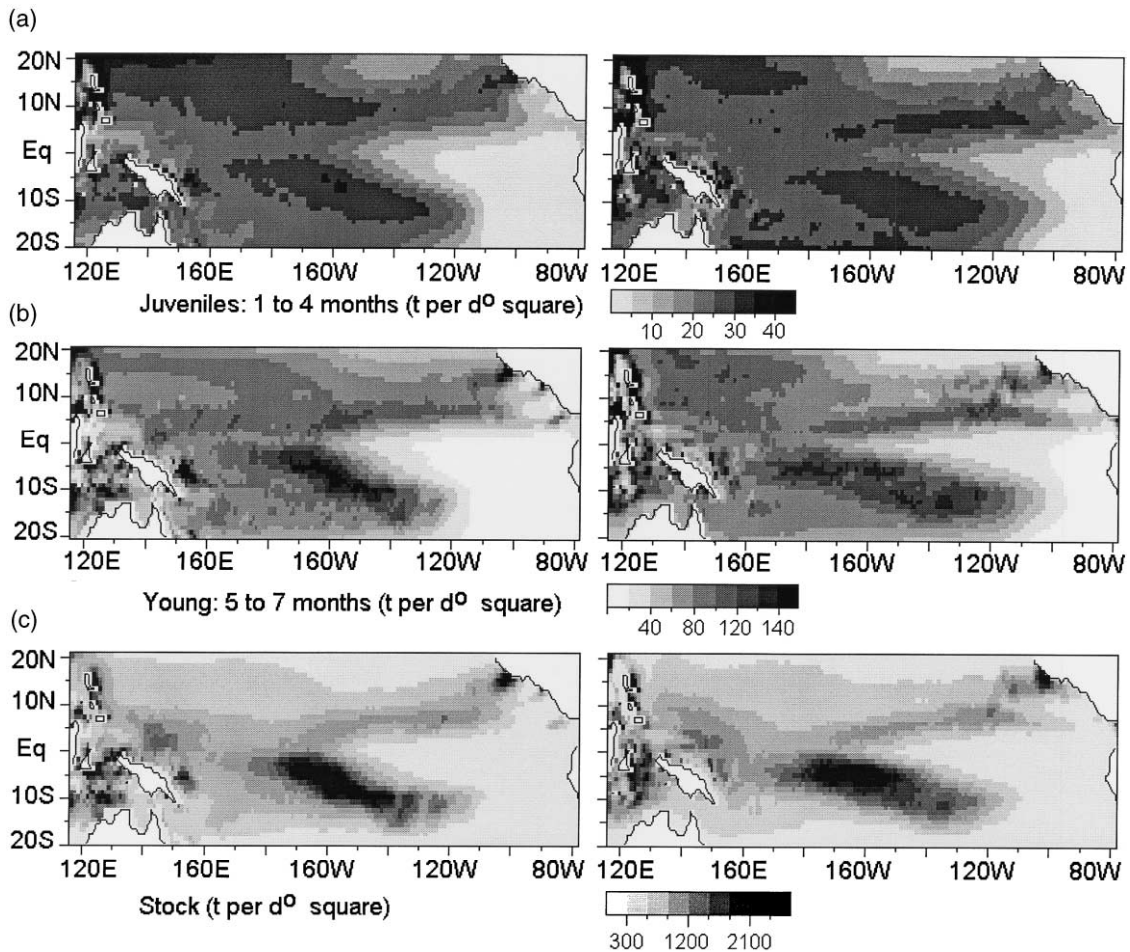 (a)
20N
10N
Eq
10S
20S
120E 160E 160W 120W 80W
120E 160E 160W 120W 80W
Juveniles: 1 to 4 months (t per dº square)
10 20 30 40
(b)
20N
10N
Eq
10S
20S
120E 160E 160W 120W 80W
120E 160E 160W 120W 80W
Young: 5 to 7 months (t per dº square)
40 80 120 140
(c)
20N
10N
Eq
10S
20S
120E 160E 160W 120W 80W
120E 160E 160W 120W 80W
Stock (t per dº square)
300 1200 2100